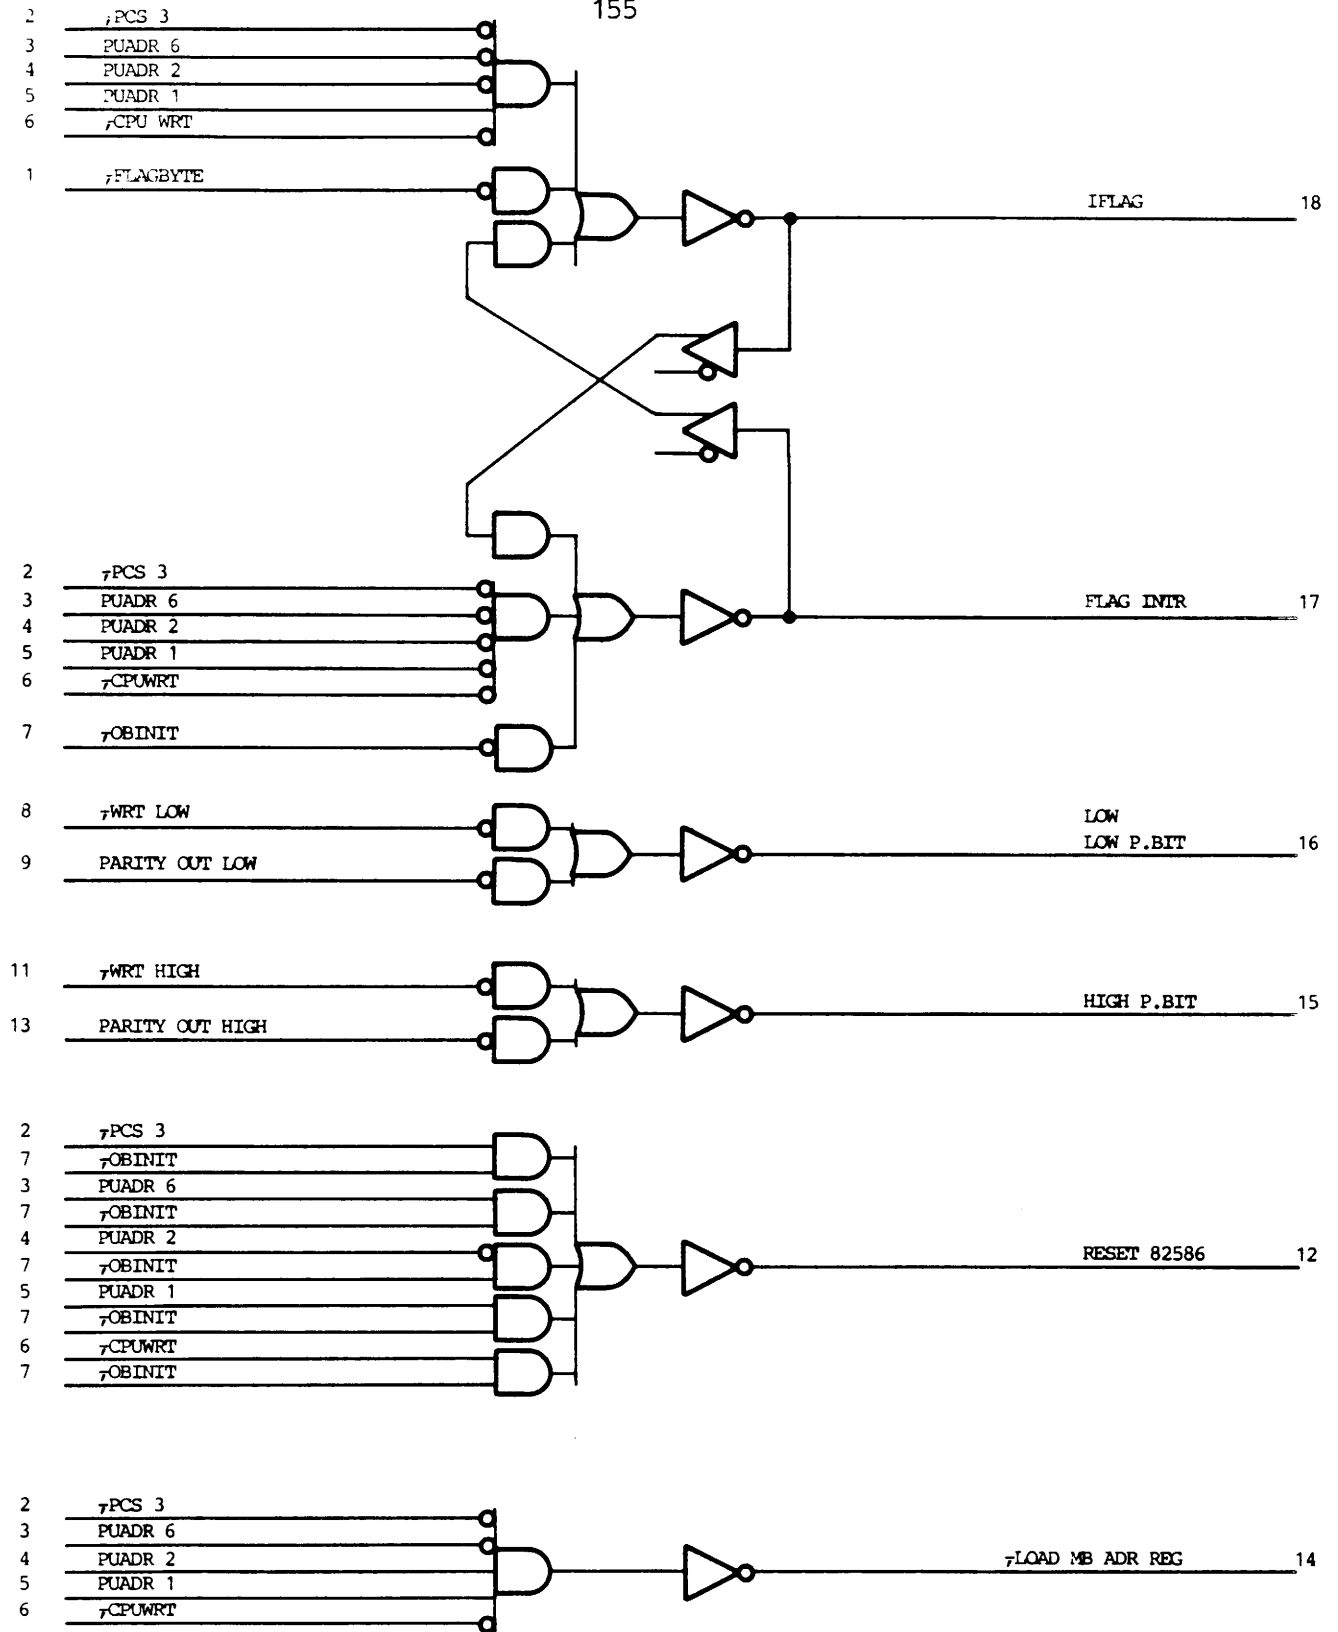 155
2 ┐PCS 3
3 PUADR 6
4 PUADR 2
5 PUADR 1
6 ┐CPU WRT
1 ┐FLAGBYTE
IFLAG 18
2 ┐PCS 3
3 PUADR 6
4 PUADR 2
5 PUADR 1
6 ┐CPUWRT
FLAG INTR 17
7 ┐OBINIT
8 ┐WRT LOW
LOW
LOW P.BIT 16
9 PARITY OUT LOW
11 ┐WRT HIGH
HIGH P.BIT 15
13 PARITY OUT HIGH
2 ┐PCS 3
7 ┐OBINIT
3 PUADR 6
7 ┐OBINIT
4 PUADR 2
7 ┐OBINIT
RESET 82586 12
5 PUADR 1
7 ┐OBINIT
6 ┐CPUWRT
7 ┐OBINIT
2 ┐PCS 3
3 PUADR 6
4 PUADR 2
┐LOAD MB ADR REG 14
5 PUADR 1
6 ┐CPUWRT